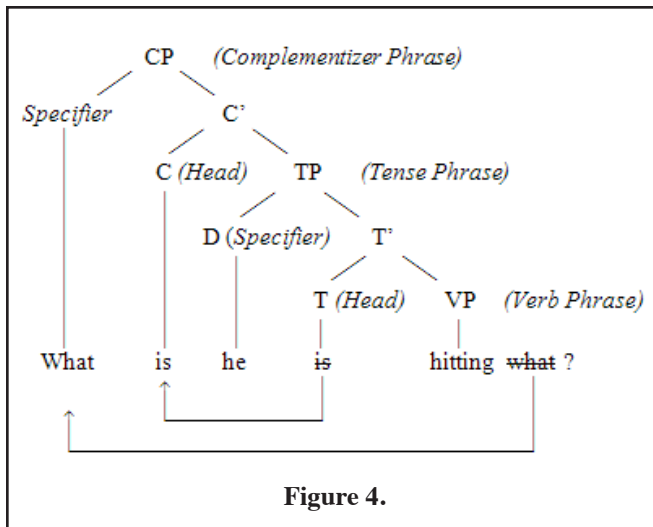 CP (Complementizer Phrase)
Specifier C’
C (Head) TP (Tense Phrase)
D (Specifier) T’
T (Head) VP (Verb Phrase)
What is he is hitting what ?
Figure 4.